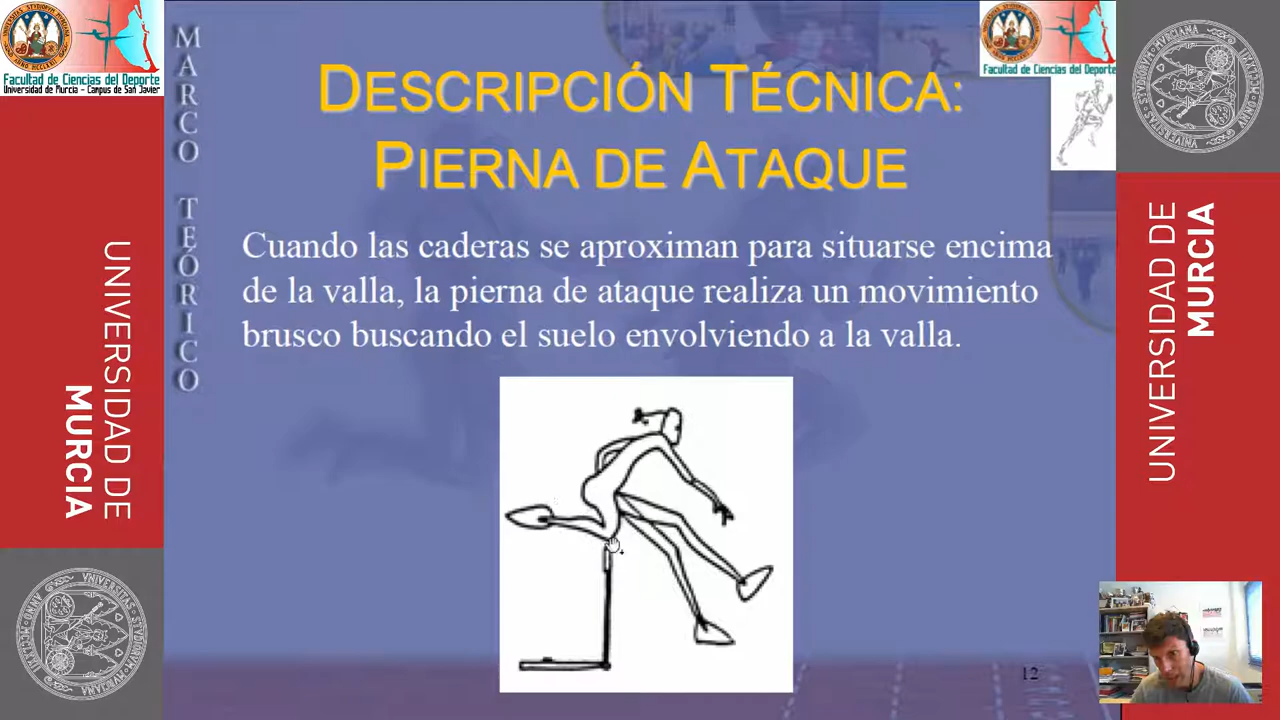 Facultad de Ciencias del Deporte
Universidad de Murcia - Campus de San Javier
UNIVERSIDAD DE
MURCIA
MARCO TEÓRICO
DESCRIPCIÓN TÉCNICA:
PIERNA DE ATAQUE
Cuando las caderas se aproximan para situarse encima
de la valla, la pierna de ataque realiza un movimiento
brusco buscando el suelo envolviendo a la valla.
12
Facultad de Ciencias del Deporte
UNIVERSIDAD DE
MURCIA